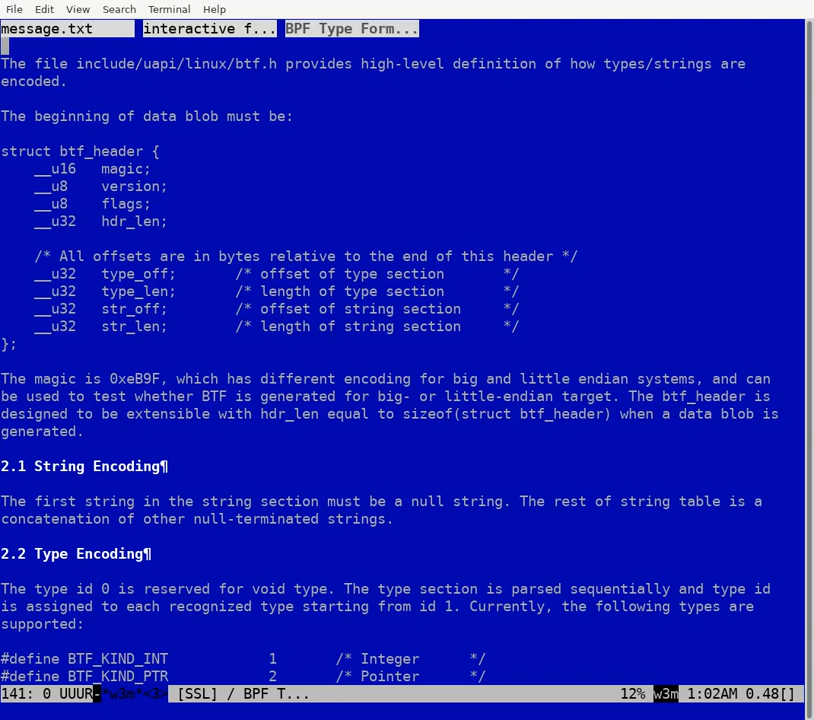 File Edit View Search Terminal Help
message.txt interactive f... BPF Type Form...
The file include/uapi/linux/btf.h provides high-level definition of how types/strings are
encoded.
The beginning of data blob must be:
struct btf_header {
    __u16   magic;
    __u8    version;
    __u8    flags;
    __u32   hdr_len;
    /* All offsets are in bytes relative to the end of this header */
    __u32   type_off;       /* offset of type section       */
    __u32   type_len;       /* length of type section       */
    __u32   str_off;        /* offset of string section     */
    __u32   str_len;        /* length of string section     */
};
The magic is 0xeB9F, which has different encoding for big and little endian systems, and can
be used to test whether BTF is generated for big- or little-endian target. The btf_header is
designed to be extensible with hdr_len equal to sizeof(struct btf_header) when a data blob is
generated.
2.1 String Encoding¶
The first string in the string section must be a null string. The rest of string table is a
concatenation of other null-terminated strings.
2.2 Type Encoding¶
The type id 0 is reserved for void type. The type section is parsed sequentially and type id
is assigned to each recognized type starting from id 1. Currently, the following types are
supported:
#define BTF_KIND_INT            1       /* Integer      */
#define BTF_KIND_PTR            2       /* Pointer      */
141: 0 UUUR-*w3m*<3> [SSL] / BPF T... 12% w3m 1:02AM 0.48[]